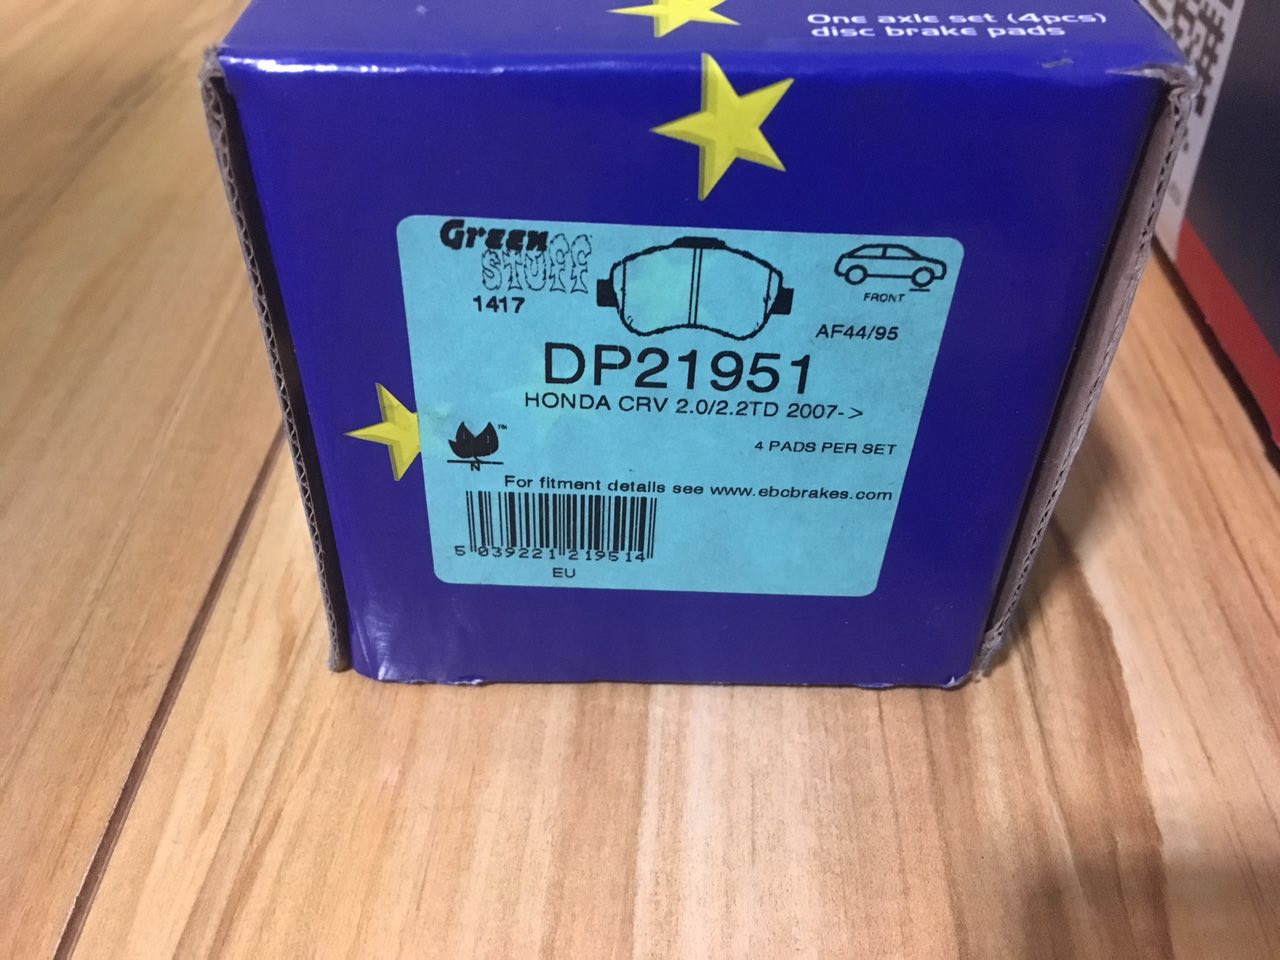 One axle set (4pcs)
disc brake pads
Green
STUFF
1417
FRONT
AF44/95
DP21951
HONDA CRV 2.0/2.2TD 2007->
™
N
4 PADS PER SET
For fitment details see www.ebcbrakes.com
5 039221 219514
EU